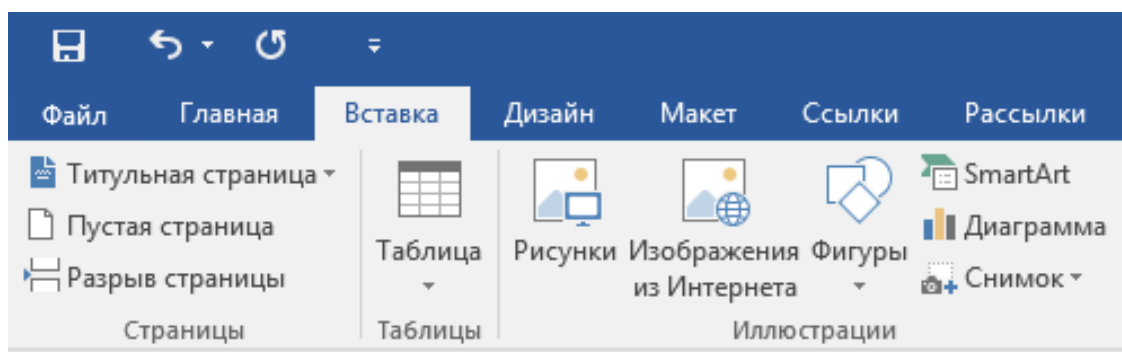 Файл Главная Вставка Дизайн Макет Ссылки Рассылки
Титульная страница
Пустая страница
Разрыв страницы
Страницы
Таблица
Таблицы
Рисунки
Изображения
из Интернета
Фигуры
SmartArt
Диаграмма
Снимок
Иллюстрации